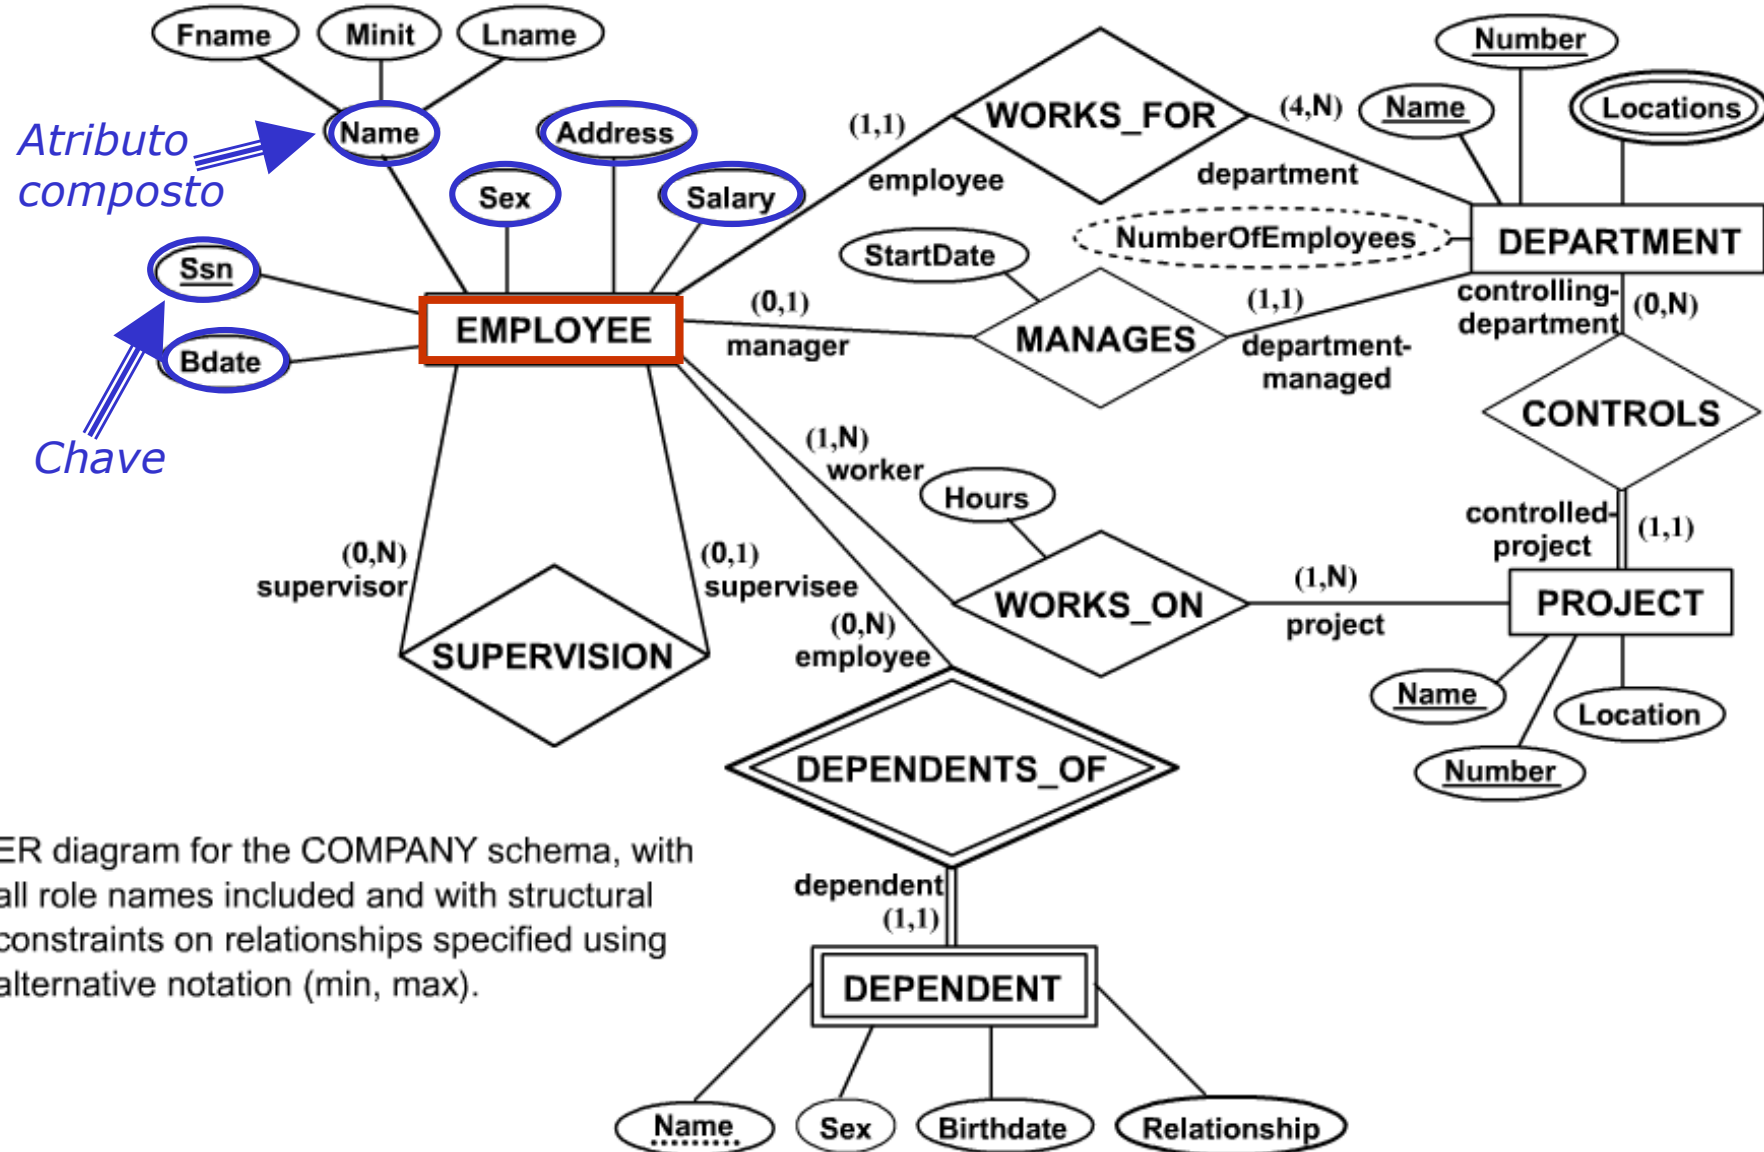 Fname
Minit
Lname
Number
Name
Locations
Atributo
composto
Name
Address
Sex
Salary
(1,1)
employee
WORKS_FOR
(4,N)
department
NumberOfEmployees
DEPARTMENT
StartDate
Ssn
Bdate
Chave
EMPLOYEE
(0,1)
manager
MANAGES
(1,1)
department-
managed
controlling-
department
(0,N)
CONTROLS
(1,N)
worker
Hours
controlled-
project
(1,1)
(0,N)
supervisor
(0,1)
supervisee
SUPERVISION
WORKS_ON
(1,N)
project
PROJECT
(0,N)
employee
Name
Location
Number
DEPENDENTS_OF
ER diagram for the COMPANY schema, with
all role names included and with structural
constraints on relationships specified using
alternative notation (min, max).
dependent
(1,1)
DEPENDENT
Name
Sex
Birthdate
Relationship